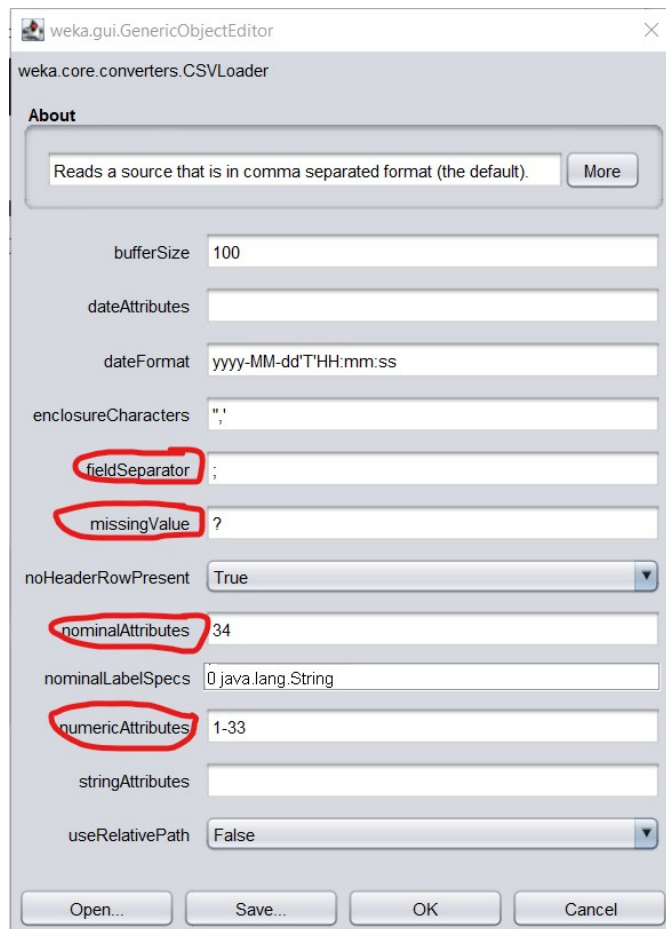 weka.gui.GenericObjectEditor
weka.core.converters.CSVLoader
About
Reads a source that is in comma separated format (the default). More
bufferSize 100
dateAttributes
dateFormat yyyy-MM-dd'T'HH:mm:ss
enclosureCharacters ",'
fieldSeparator ;
missingValue ?
noHeaderRowPresent True
nominalAttributes 34
nominalLabelSpecs 0 java.lang.String
numericAttributes 1-33
stringAttributes
useRelativePath False
Open... Save... OK Cancel